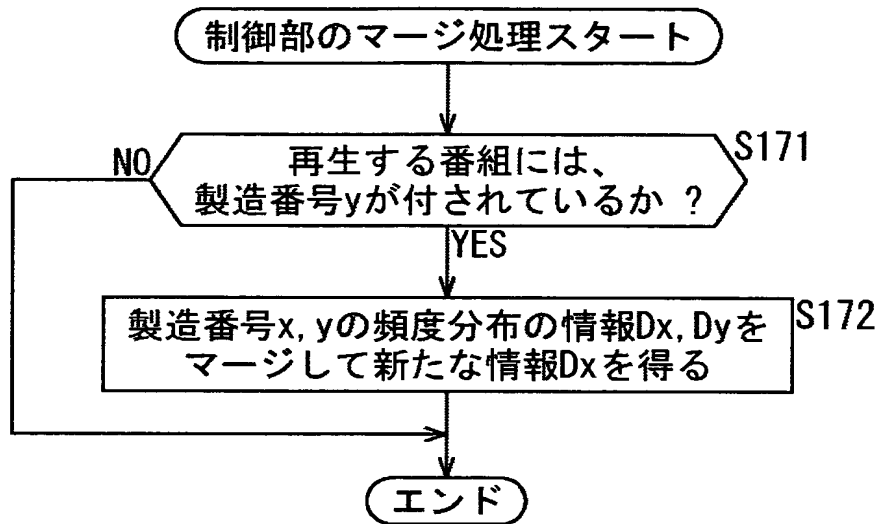 制御部のマージ処理スタート
NO
再生する番組には、
S171
製造番号yが付されているか ?
YES
製造番号x,yの頻度分布の情報Dx,Dyを
S172
マージして新たな情報Dxを得る
エンド